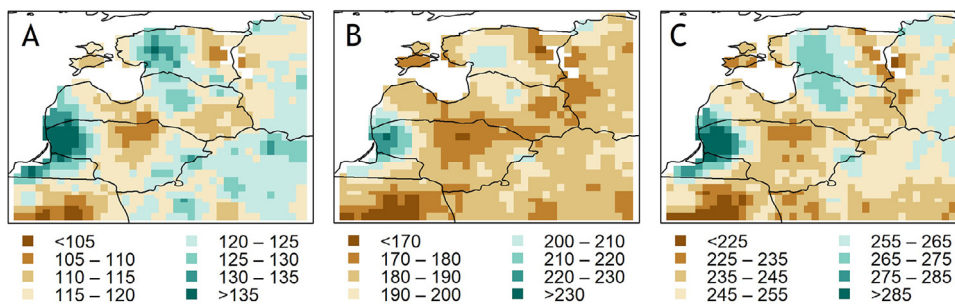 A B C
<105 120 – 125 <170 200 – 210 <225 255 – 265
105 – 110 125 – 130 170 – 180 210 – 220 225 – 235 265 – 275
110 – 115 130 – 135 180 – 190 220 – 230 235 – 245 275 – 285
115 – 120 >135 190 – 200 >230 245 – 255 >285